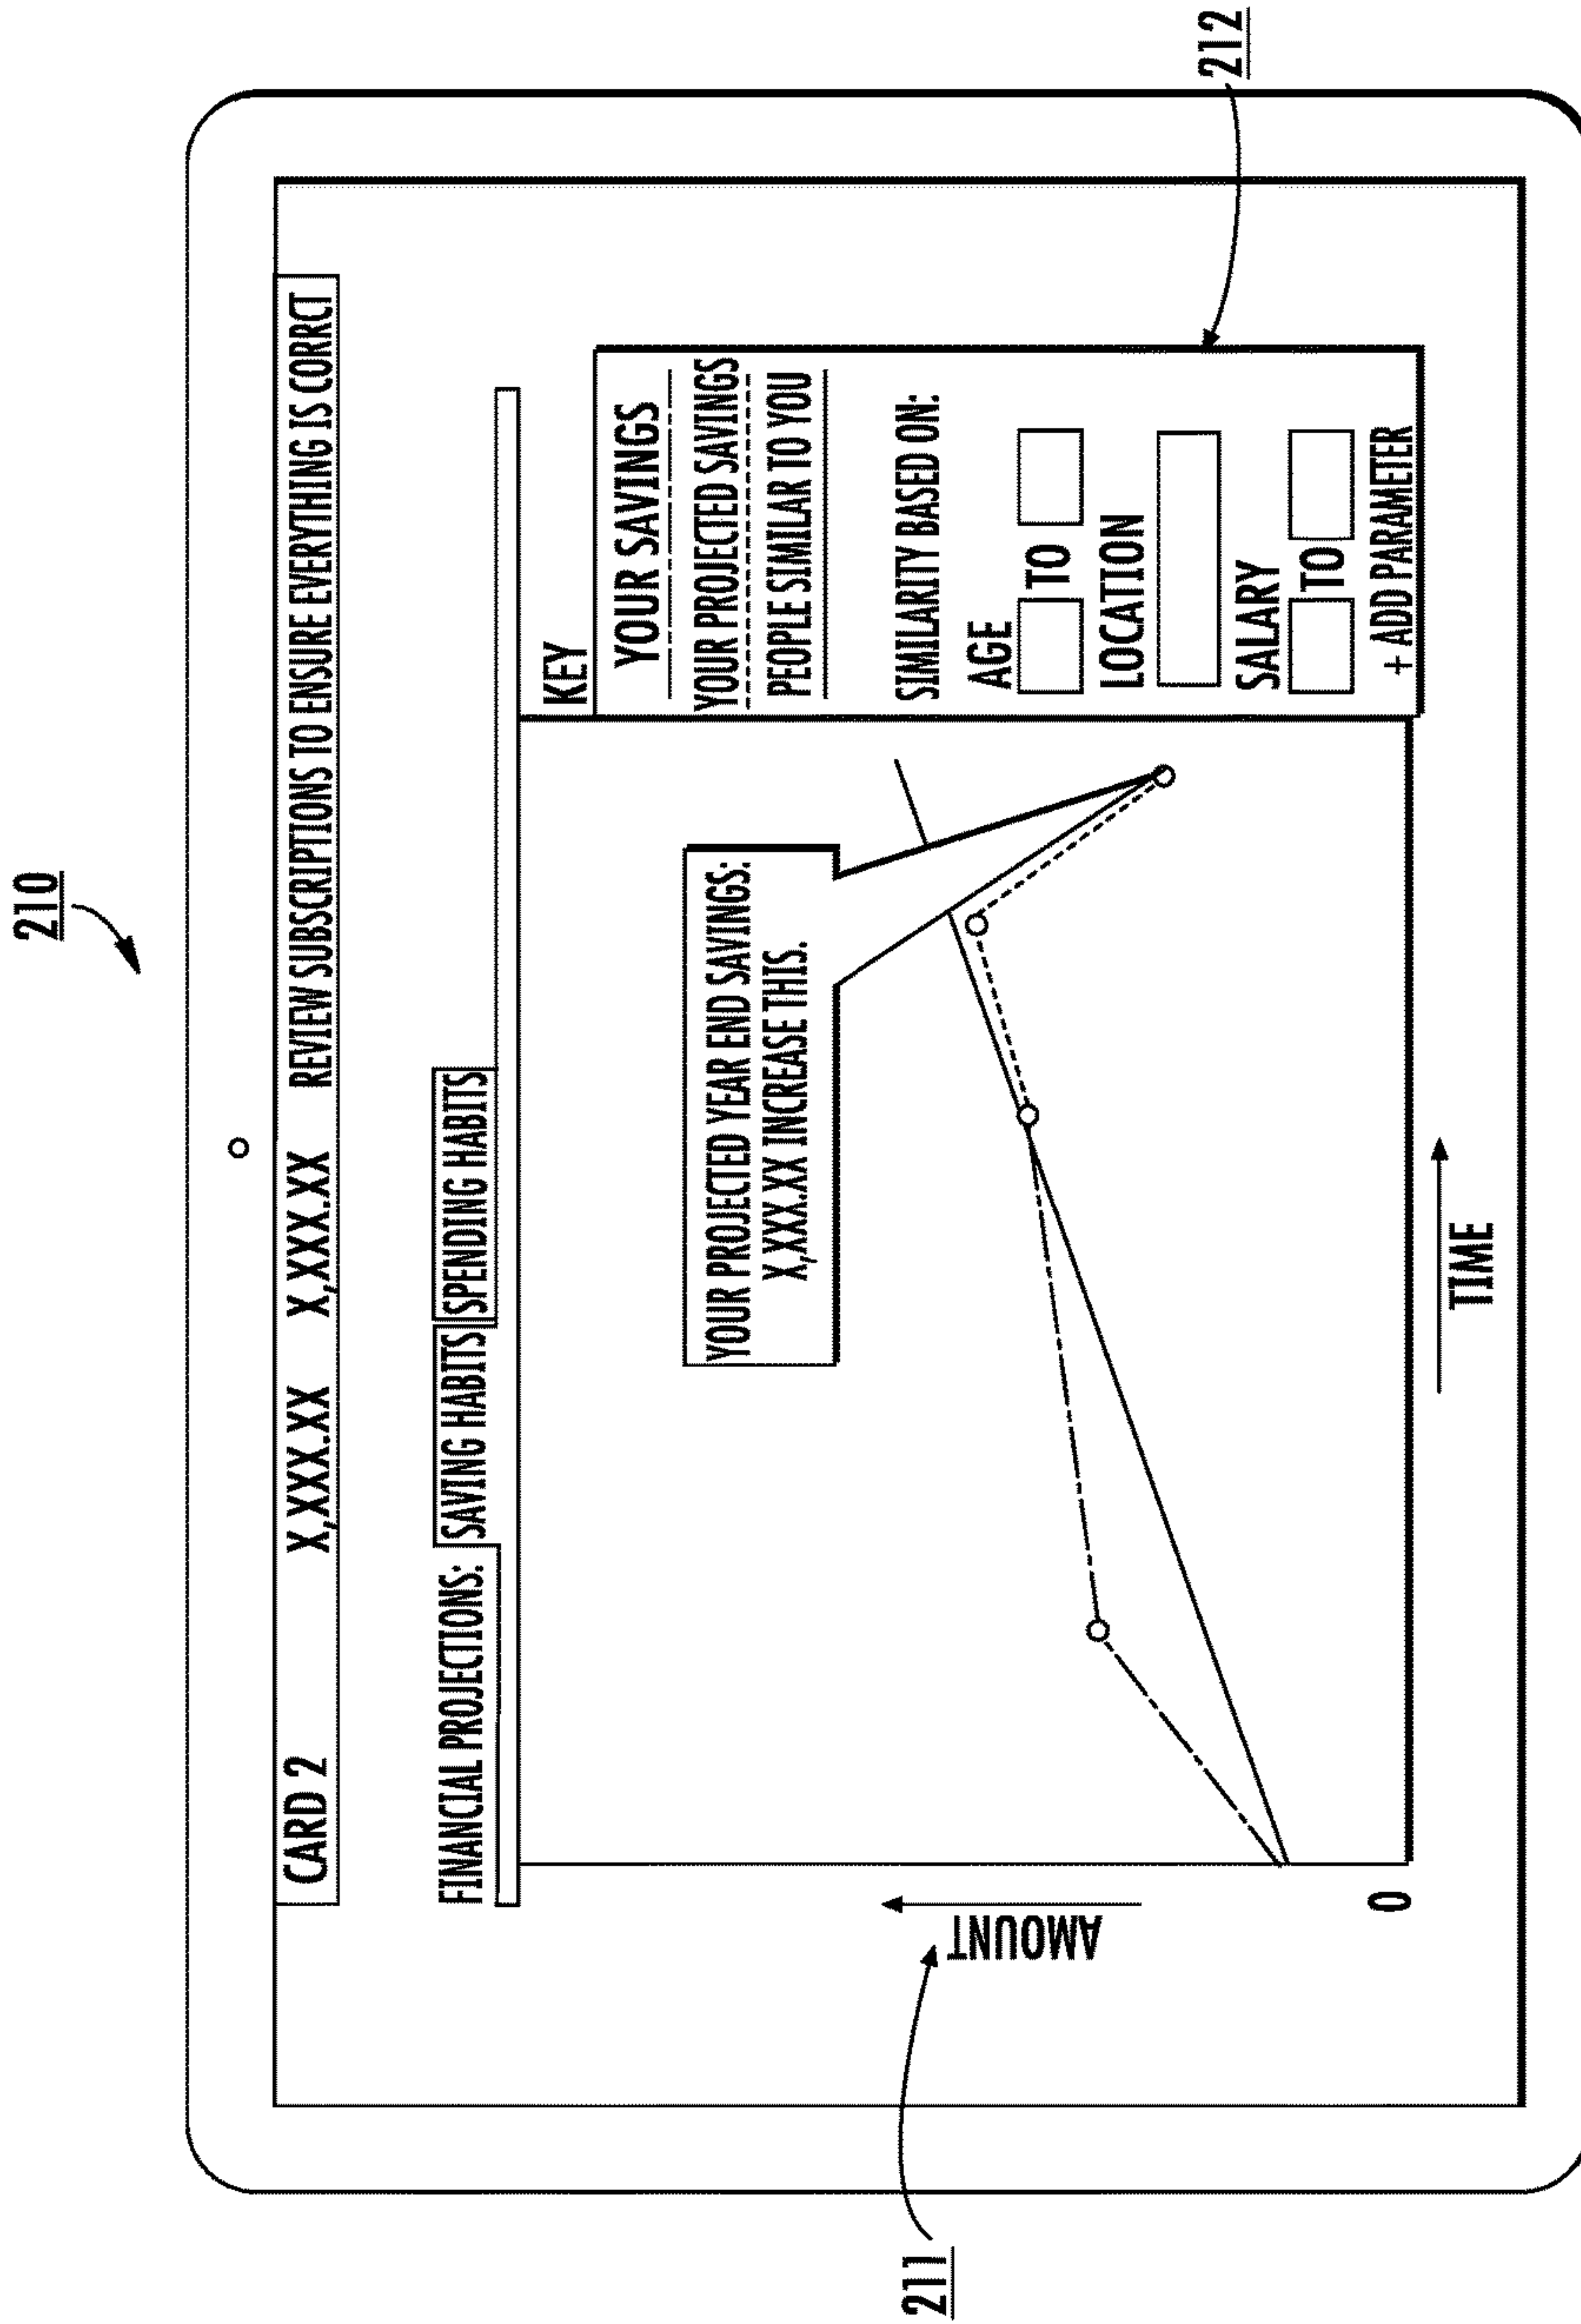 210
CARD 2 X,XXX.XX X,XXX.XX REVIEW SUBSCRIPTIONS TO ENSURE EVERYTHING IS CORRCT
FINANCIAL PROJECTIONS: SAVING HABITS SPENDING HABITS
KEY
YOUR SAVINGS
YOUR PROJECTED SAVINGS
PEOPLE SIMILAR TO YOU
SIMILARITY BASED ON:
AGE
TO
LOCATION
SALARY
TO
+ ADD PARAMETER
YOUR PROJECTED YEAR END SAVINGS:
X,XXX.XX INCREASE THIS.
AMOUNT
0
TIME
211
212